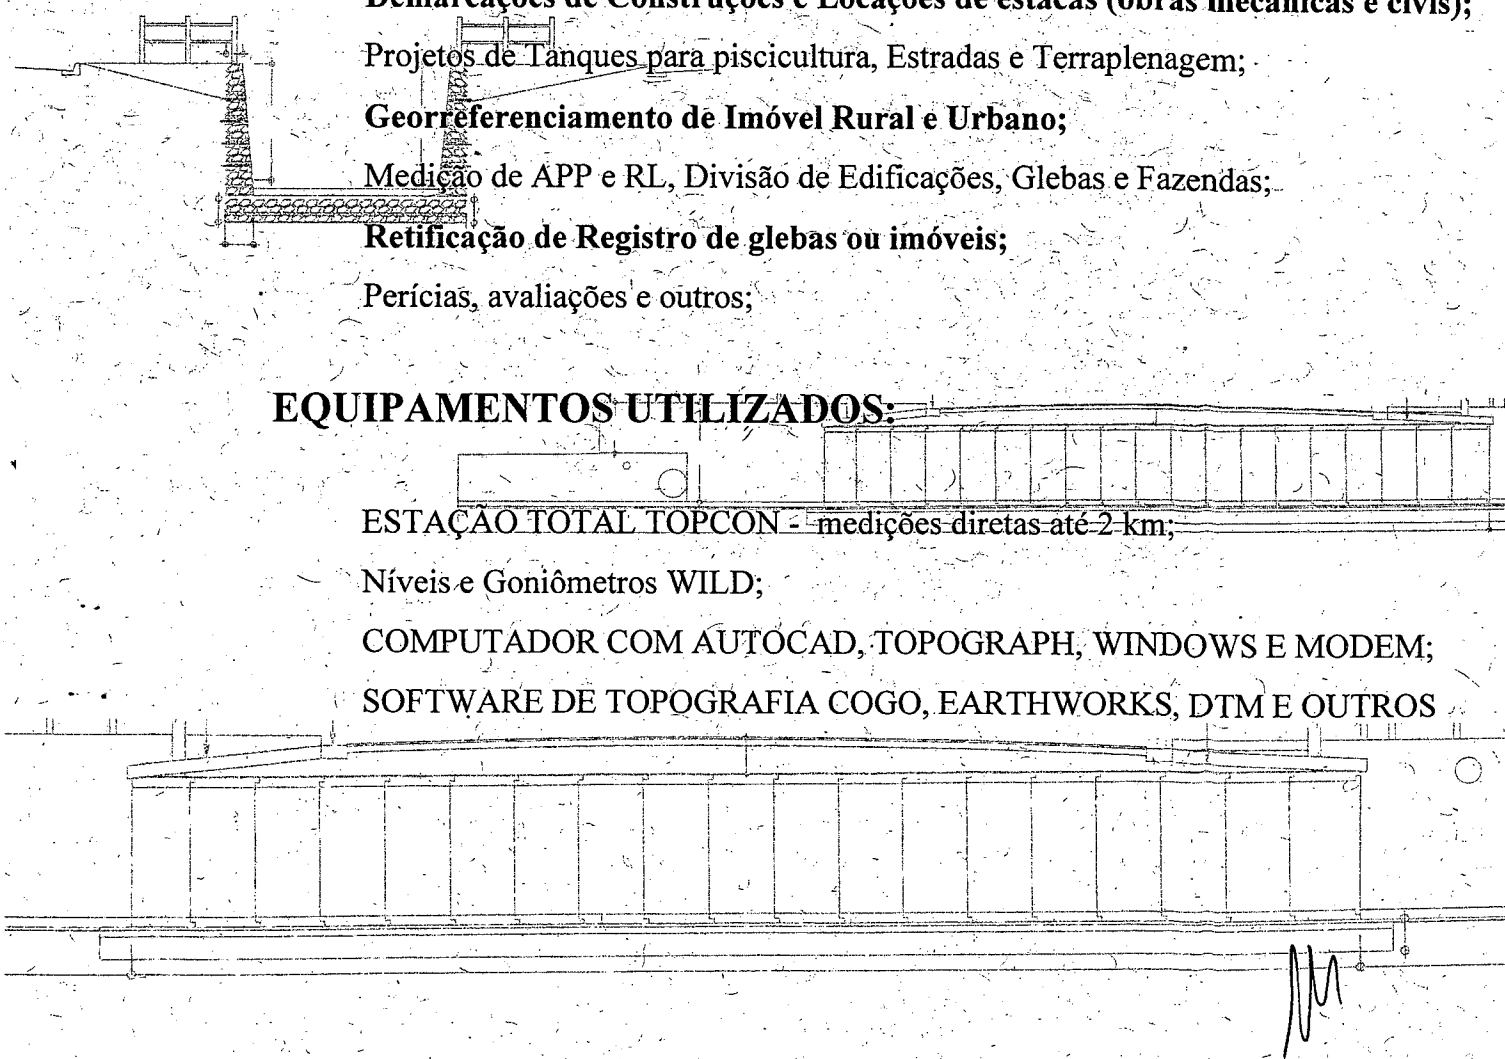 Demarcações de Construções e Locações de estacas (obras mecânicas e civis);
Projetos de Tanques para piscicultura, Estradas e Terraplenagem;
Georreferenciamento de Imóvel Rural e Urbano;
Medição de APP e RL, Divisão de Edificações, Glebas e Fazendas;
Retificação de Registro de glebas ou imóveis;
Perícias, avaliações e outros;
EQUIPAMENTOS UTILIZADOS:
ESTAÇÃO TOTAL TOPCON - medições diretas até 2 km;
Níveis e Goniômetros WILD;
COMPUTADOR COM AUTOCAD, TOPOGRAPH, WINDOWS E MODEM;
SOFTWARE DE TOPOGRAFIA COGO, EARTHWORKS, DTM E OUTROS